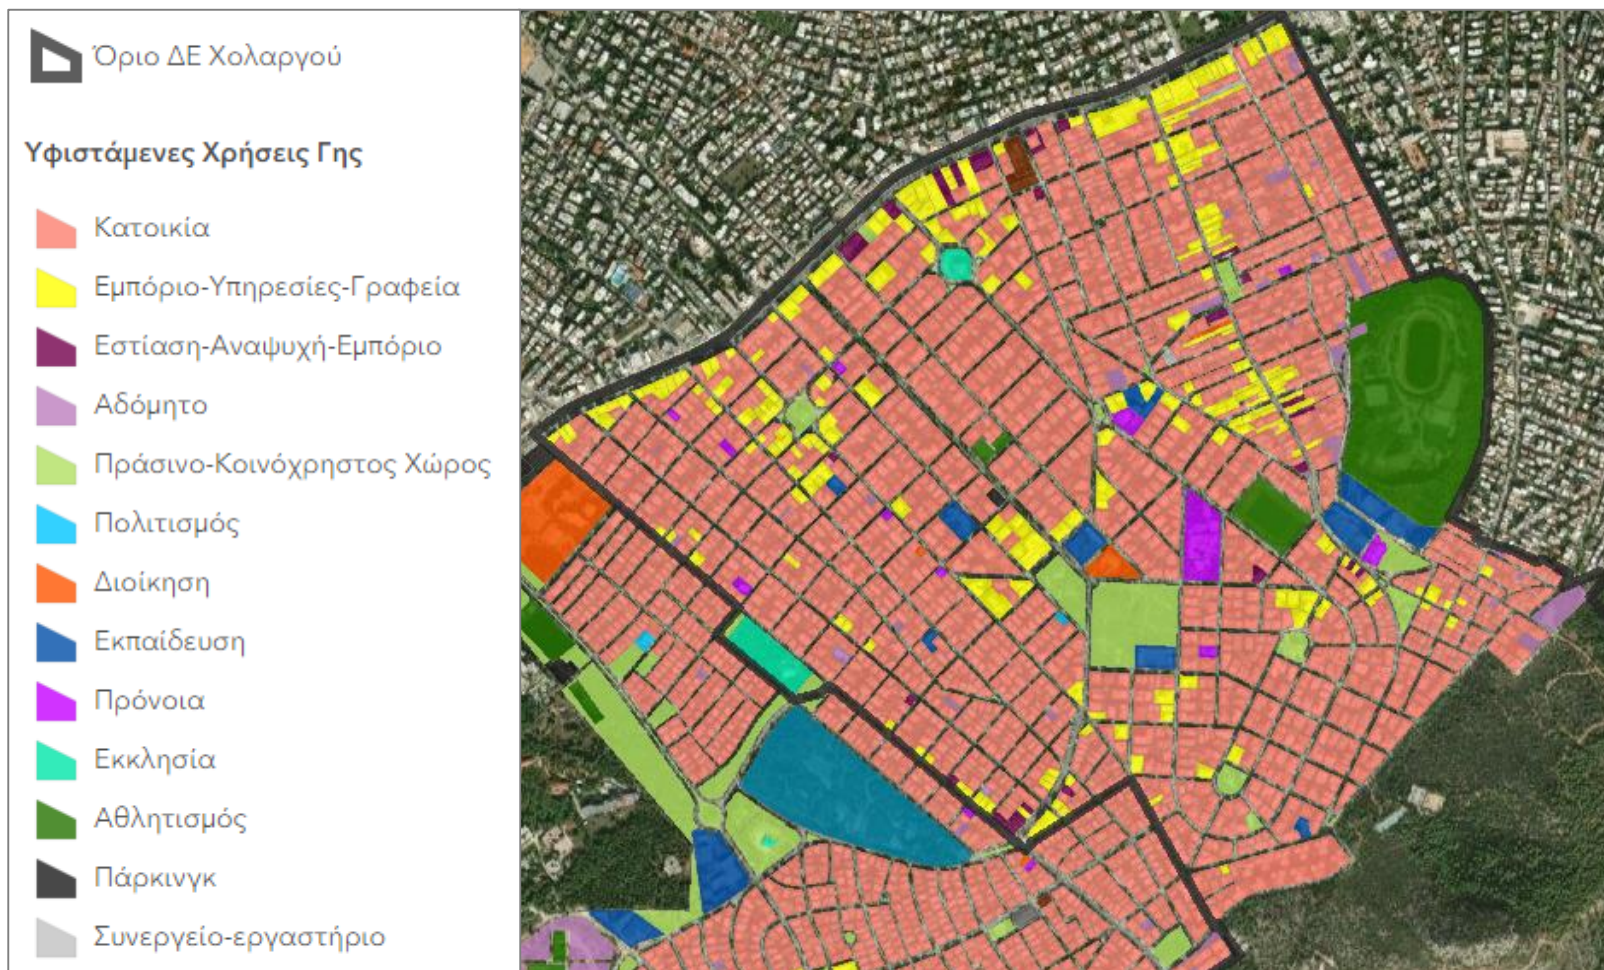 Όριο ΔΕ Χολαργού
Υφιστάμενες Χρήσεις Γης
Κατοικία
Εμπόριο-Υπηρεσίες-Γραφεία
Εστίαση-Αναψυχή-Εμπόριο
Αδόμητο
Πράσινο-Κοινόχρηστος Χώρος
Πολιτισμός
Διοίκηση
Εκπαίδευση
Πρόνοια
Εκκλησία
Αθλητισμός
Πάρκινγκ
Συνεργείο-εργαστήριο